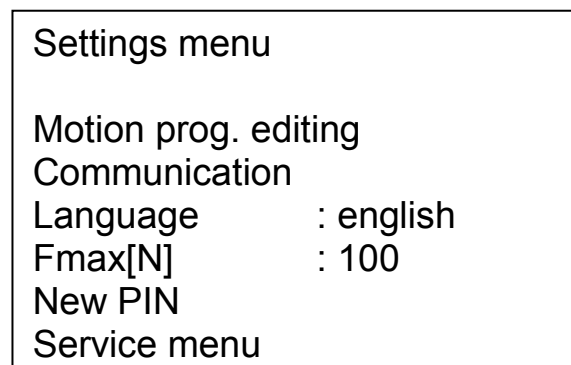 Settings menu
Motion prog. editing
Communication
Language : english
Fmax[N] : 100
New PIN
Service menu